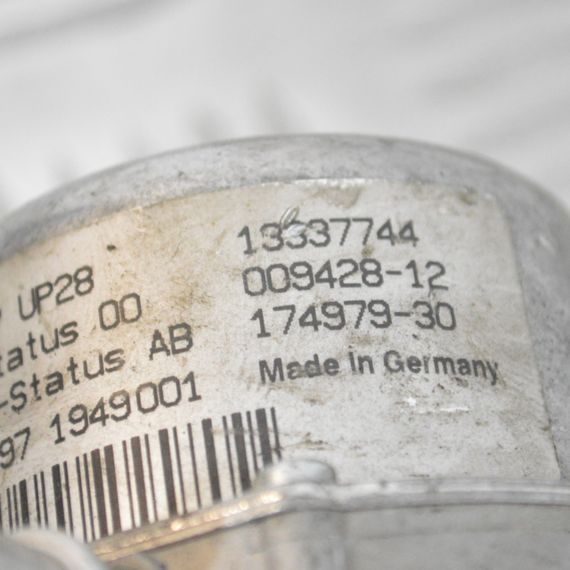 UP28
tatus 00
-Status AB
97 1949001
13337744
009428-12
174979-30
Made in Germany